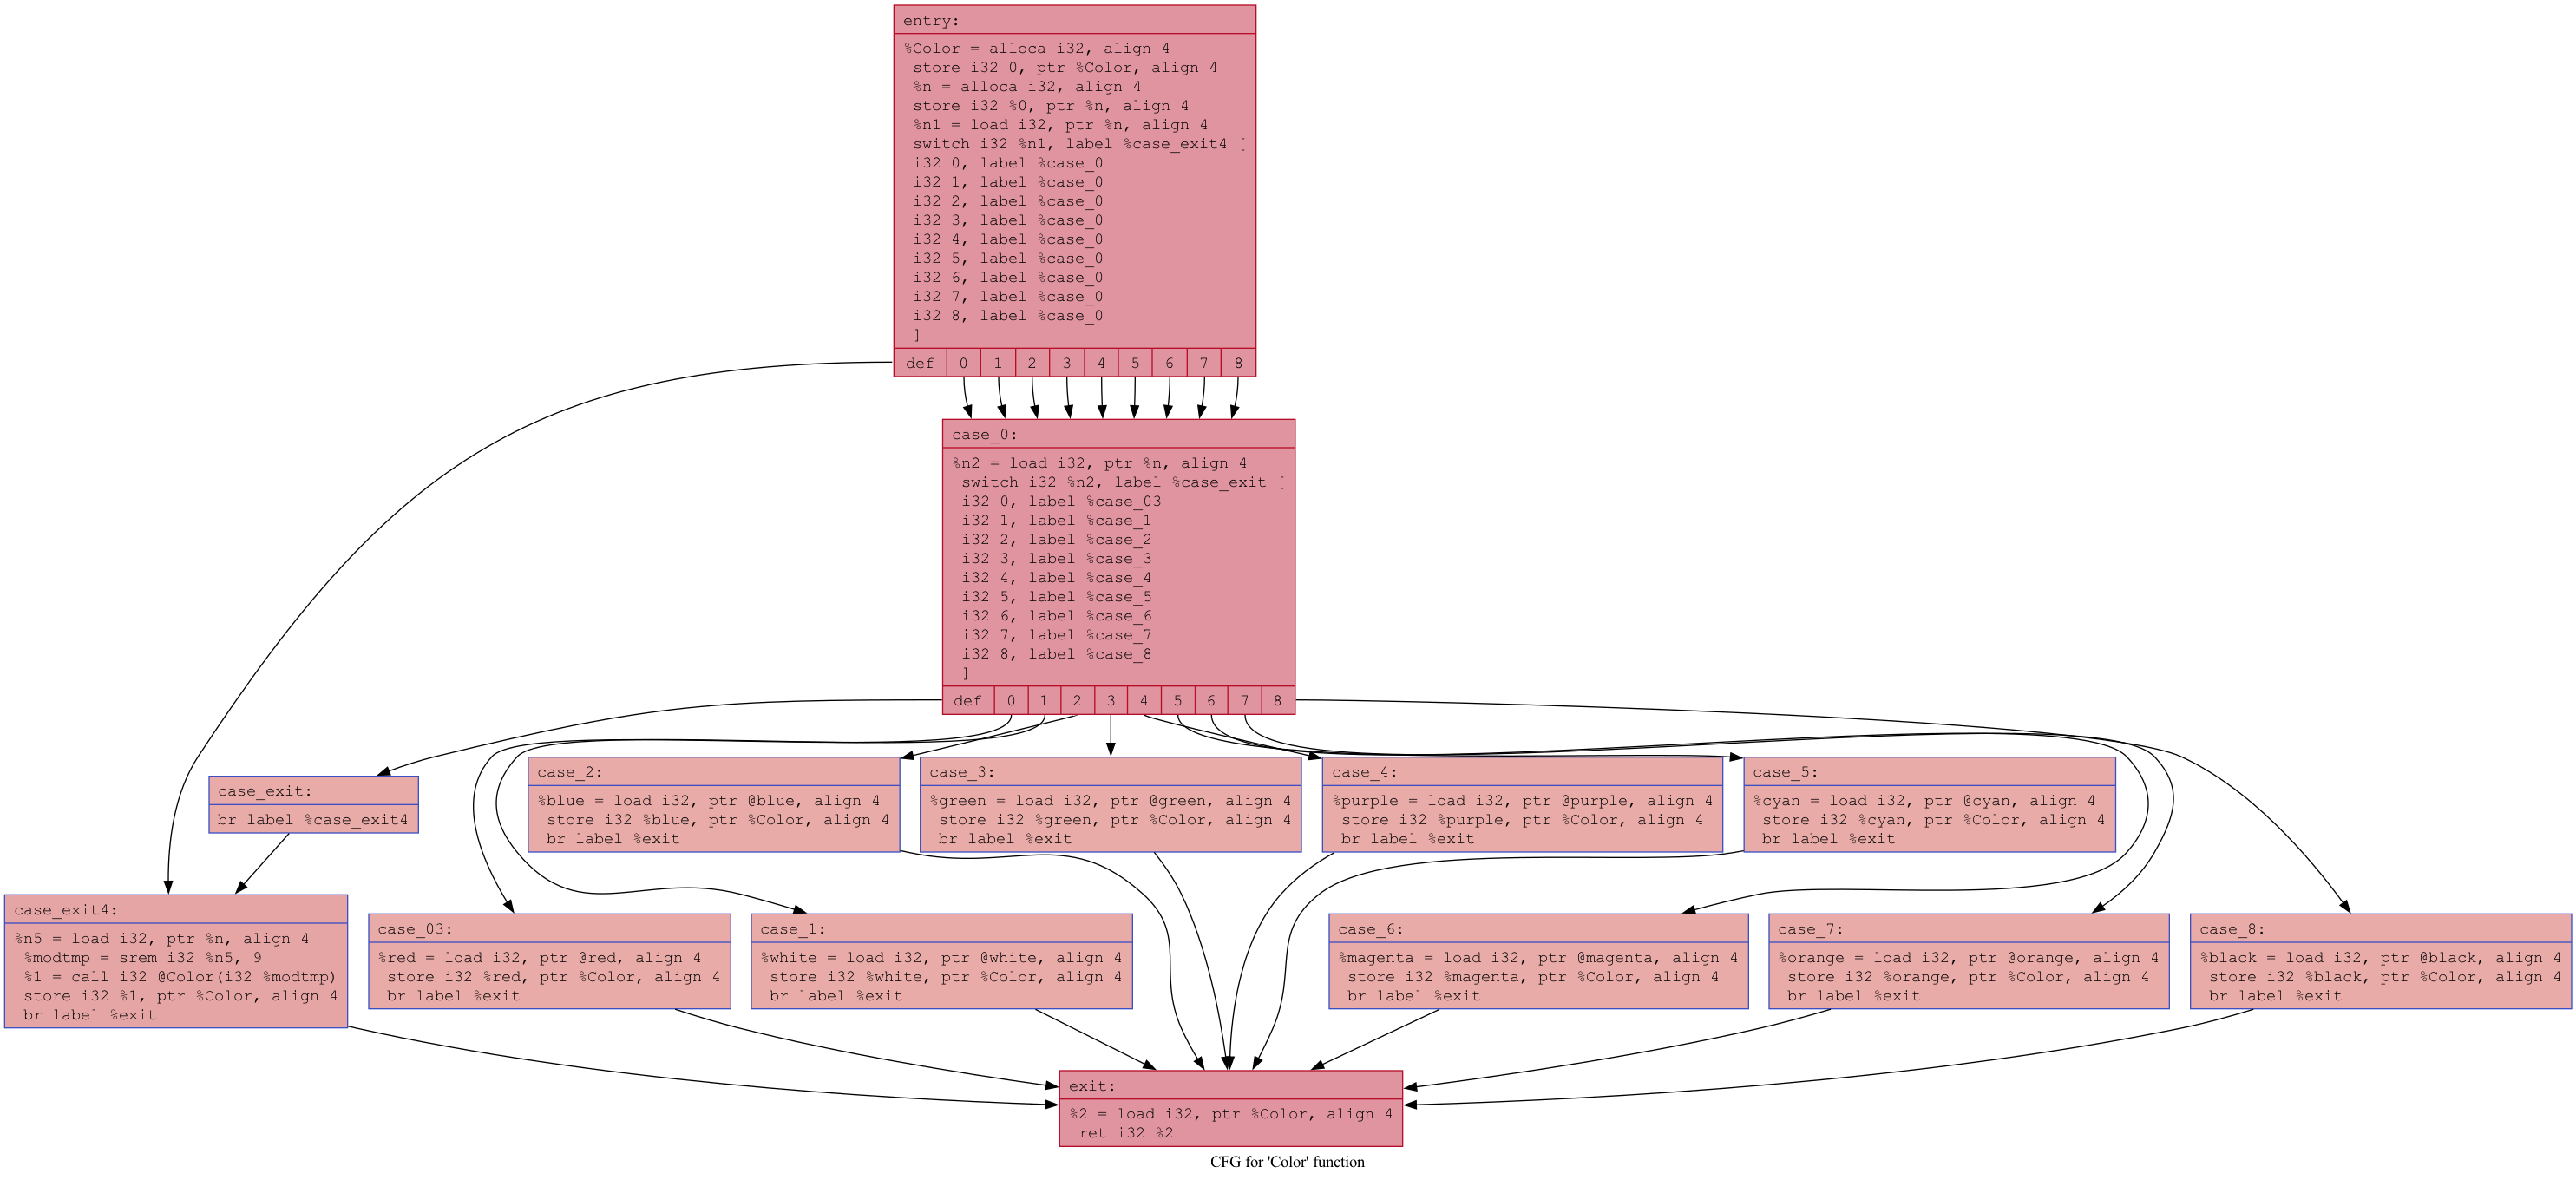 entry:
%Color = alloca i32, align 4
store i32 0, ptr %Color, align 4
%n = alloca i32, align 4
store i32 %0, ptr %n, align 4
%n1 = load i32, ptr %n, align 4
switch i32 %n1, label %case_exit4 [
i32 0, label %case_0
i32 1, label %case_0
i32 2, label %case_0
i32 3, label %case_0
i32 4, label %case_0
i32 5, label %case_0
i32 6, label %case_0
i32 7, label %case_0
i32 8, label %case_0
]
def 0 1 2 3 4 5 6 7 8
case_0:
%n2 = load i32, ptr %n, align 4
switch i32 %n2, label %case_exit [
i32 0, label %case_03
i32 1, label %case_1
i32 2, label %case_2
i32 3, label %case_3
i32 4, label %case_4
i32 5, label %case_5
i32 6, label %case_6
i32 7, label %case_7
i32 8, label %case_8
]
def 0 1 2 3 4 5 6 7 8
case_exit:
br label %case_exit4
case_2:
%blue = load i32, ptr @blue, align 4
store i32 %blue, ptr %Color, align 4
br label %exit
case_3:
%green = load i32, ptr @green, align 4
store i32 %green, ptr %Color, align 4
br label %exit
case_4:
%purple = load i32, ptr @purple, align 4
store i32 %purple, ptr %Color, align 4
br label %exit
case_5:
%cyan = load i32, ptr @cyan, align 4
store i32 %cyan, ptr %Color, align 4
br label %exit
case_exit4:
%n5 = load i32, ptr %n, align 4
%modtmp = srem i32 %n5, 9
%1 = call i32 @Color(i32 %modtmp)
store i32 %1, ptr %Color, align 4
br label %exit
case_03:
%red = load i32, ptr @red, align 4
store i32 %red, ptr %Color, align 4
br label %exit
case_1:
%white = load i32, ptr @white, align 4
store i32 %white, ptr %Color, align 4
br label %exit
case_6:
%magenta = load i32, ptr @magenta, align 4
store i32 %magenta, ptr %Color, align 4
br label %exit
case_7:
%orange = load i32, ptr @orange, align 4
store i32 %orange, ptr %Color, align 4
br label %exit
case_8:
%black = load i32, ptr @black, align 4
store i32 %black, ptr %Color, align 4
br label %exit
exit:
%2 = load i32, ptr %Color, align 4
ret i32 %2
CFG for 'Color' function